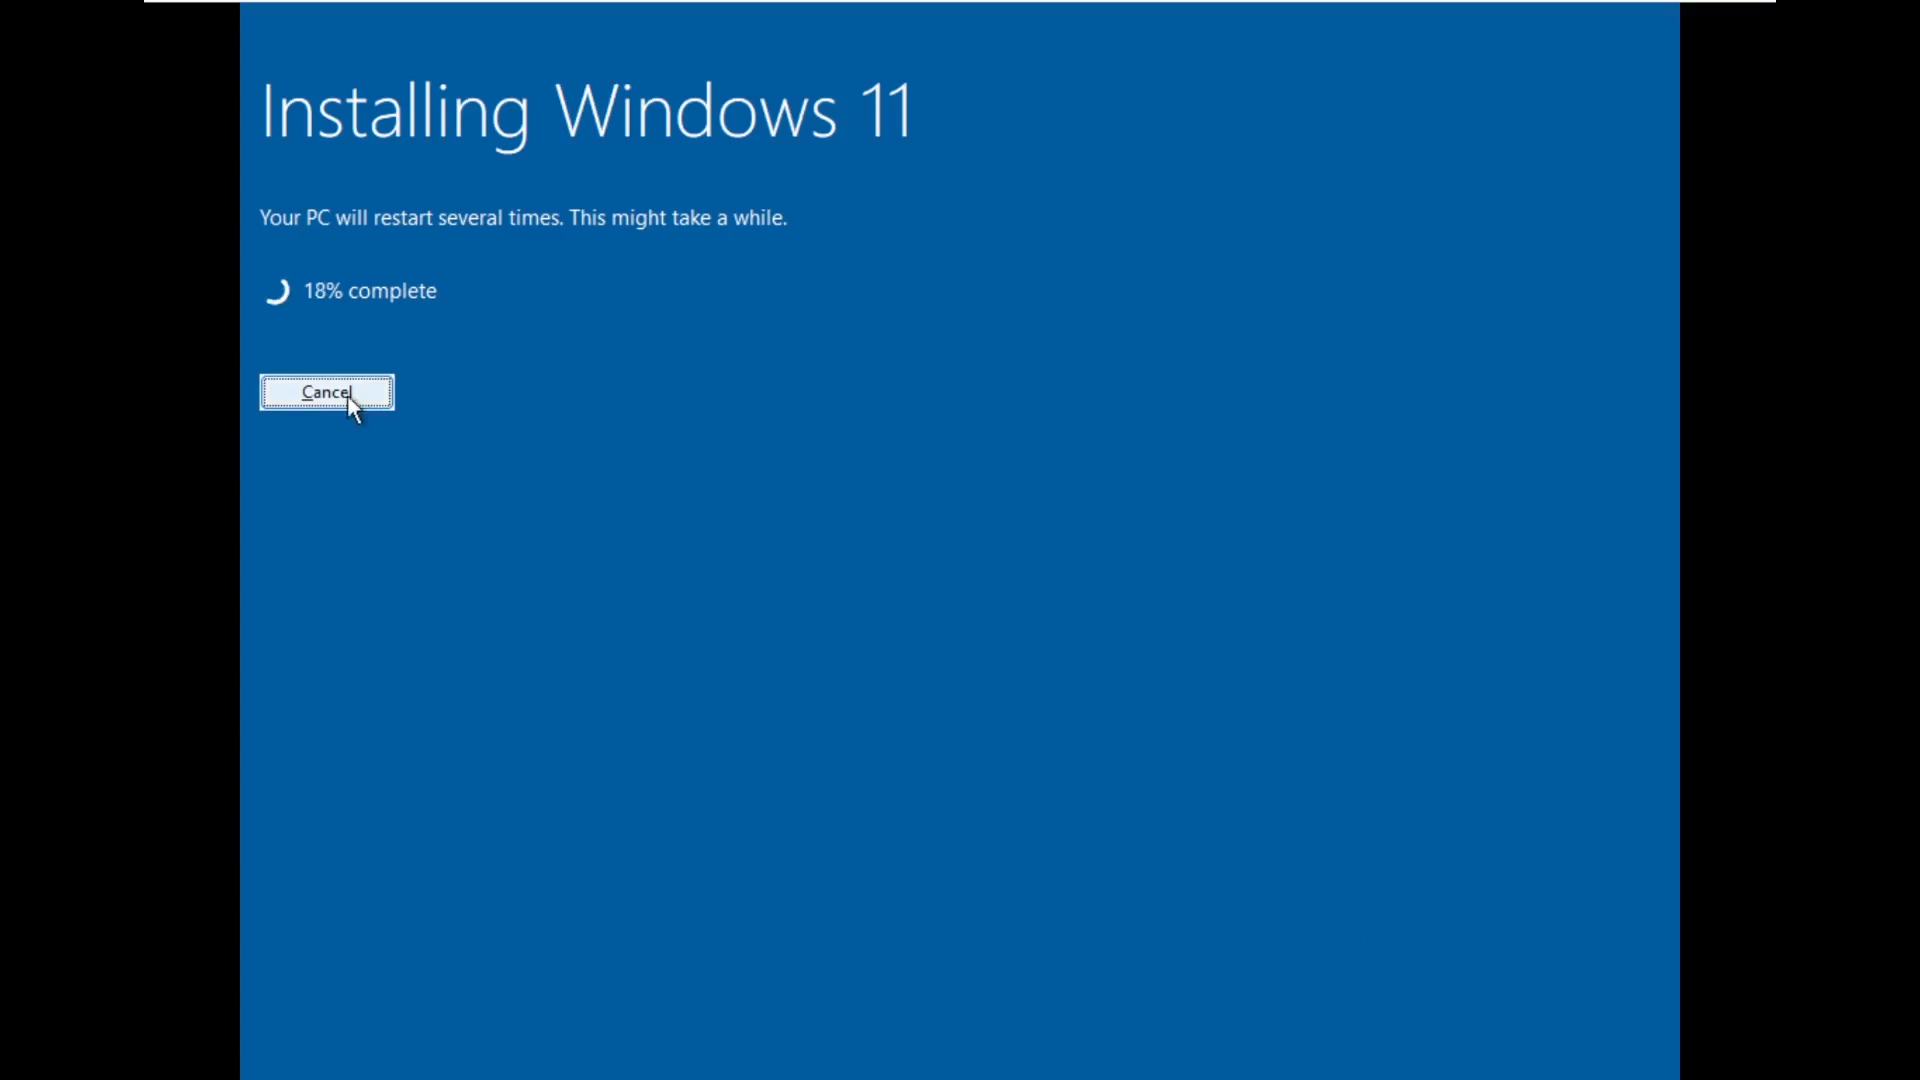 Installing Windows 11
Your PC will restart several times. This might take a while.
18% complete
Cancel